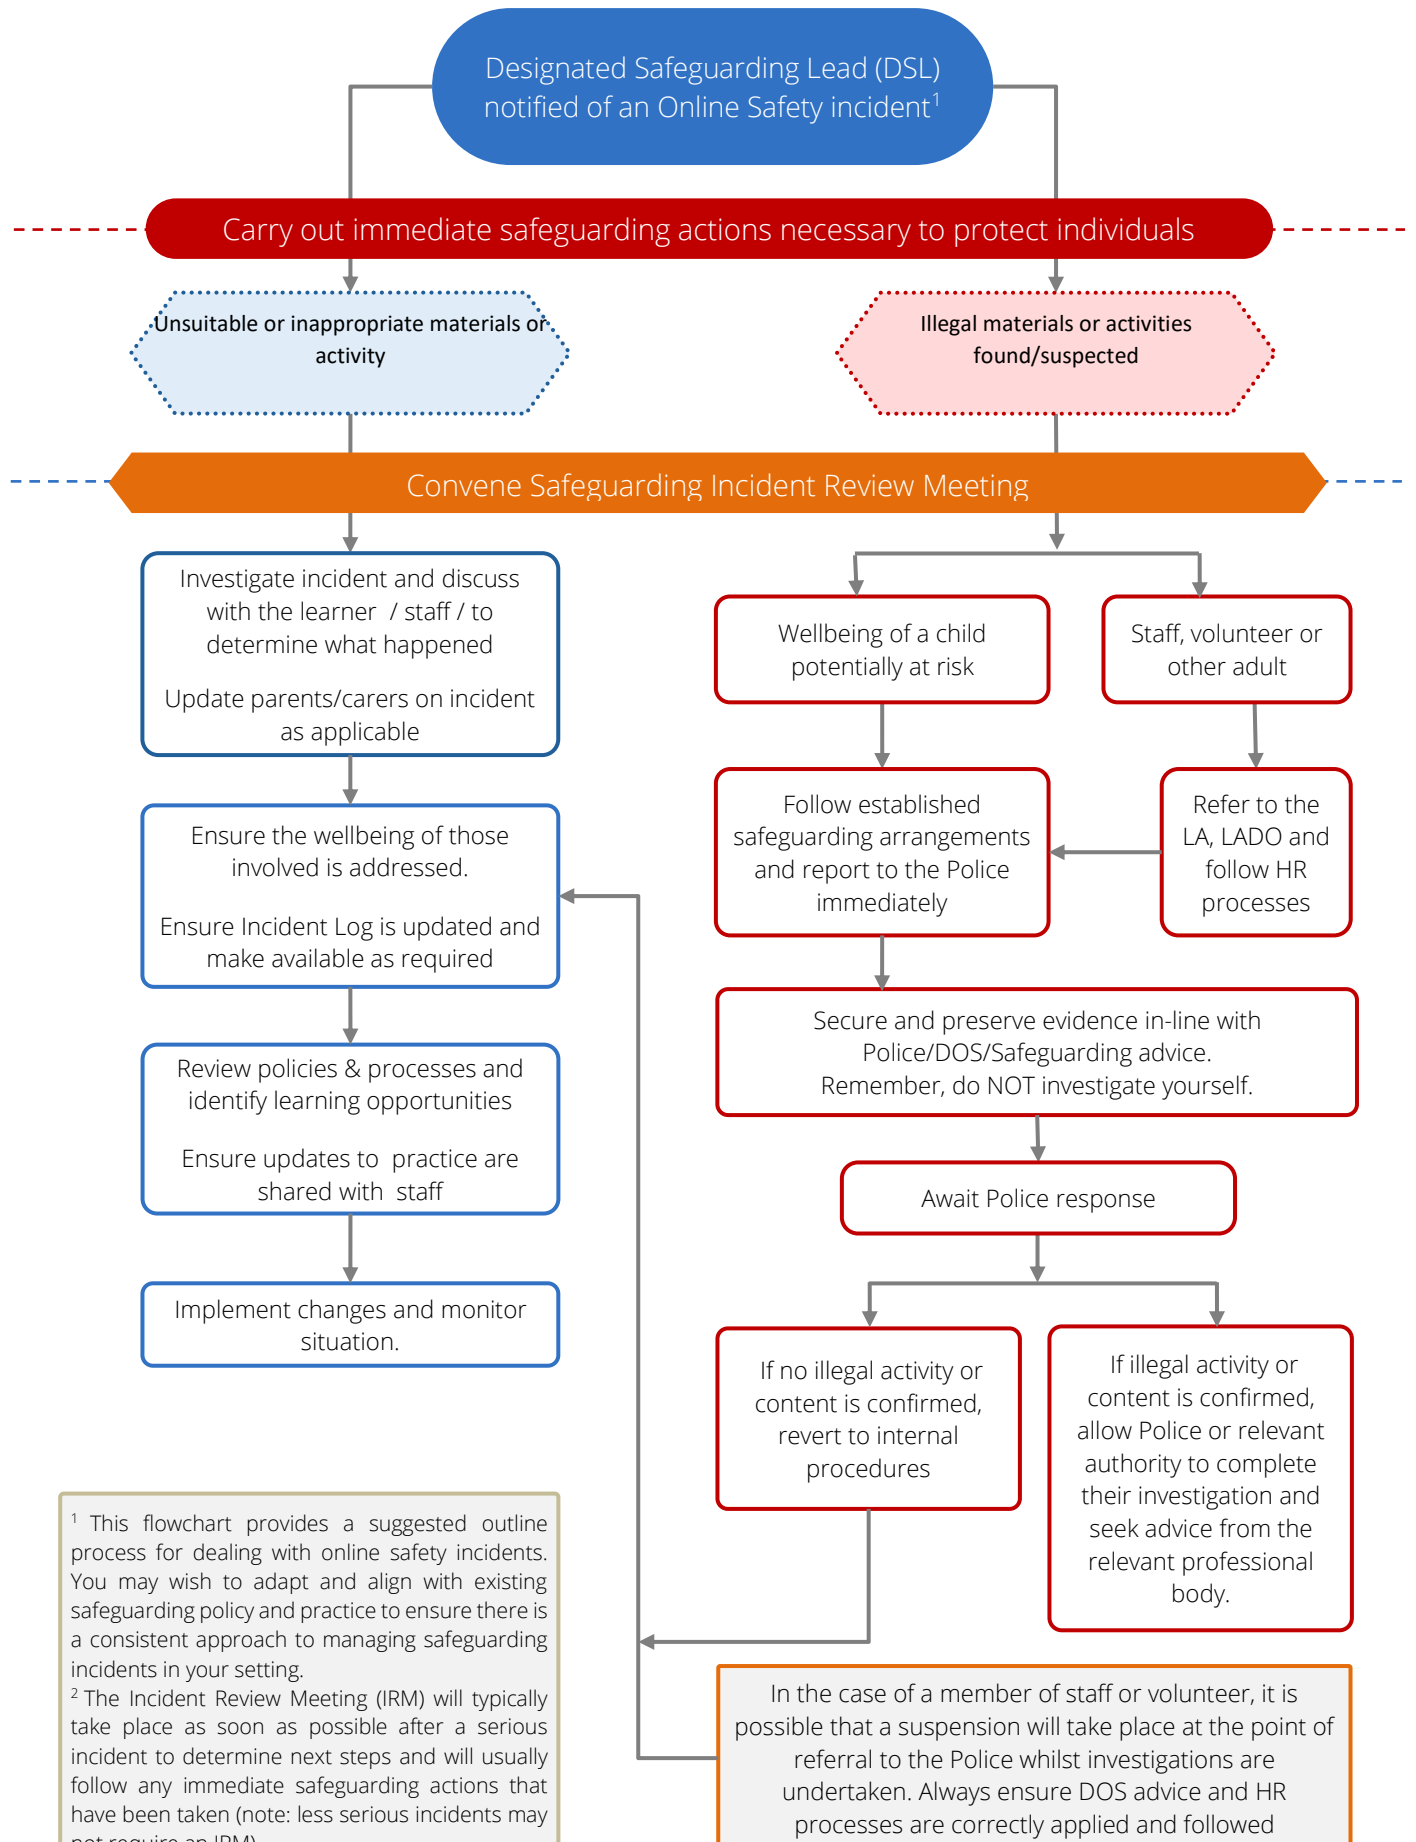 Designated Safeguarding Lead (DSL)
notified of an Online Safety incident¹
Carry out immediate safeguarding actions necessary to protect individuals
Unsuitable or inappropriate materials or
activity
Illegal materials or activities
found/suspected
Convene Safeguarding Incident Review Meeting
Investigate incident and discuss
with the learner / staff / to
determine what happened
Update parents/carers on incident
as applicable
Ensure the wellbeing of those
involved is addressed.
Ensure Incident Log is updated and
make available as required
Review policies & processes and
identify learning opportunities
Ensure updates to practice are
shared with staff
Implement changes and monitor
situation.
Wellbeing of a child
potentially at risk
Staff, volunteer or
other adult
Follow established
safeguarding arrangements
and report to the Police
immediately
Refer to the
LA, LADO and
follow HR
processes
Secure and preserve evidence in-line with
Police/DOS/Safeguarding advice.
Remember, do NOT investigate yourself.
Await Police response
If no illegal activity or
content is confirmed,
revert to internal
procedures
If illegal activity or
content is confirmed,
allow Police or relevant
authority to complete
their investigation and
seek advice from the
relevant professional
body.
¹ This flowchart provides a suggested outline
process for dealing with online safety incidents.
You may wish to adapt and align with existing
safeguarding policy and practice to ensure there is
a consistent approach to managing safeguarding
incidents in your setting.
² The Incident Review Meeting (IRM) will typically
take place as soon as possible after a serious
incident to determine next steps and will usually
follow any immediate safeguarding actions that
have been taken (note: less serious incidents may
not require an IRM)
In the case of a member of staff or volunteer, it is
possible that a suspension will take place at the point of
referral to the Police whilst investigations are
undertaken. Always ensure DOS advice and HR
processes are correctly applied and followed